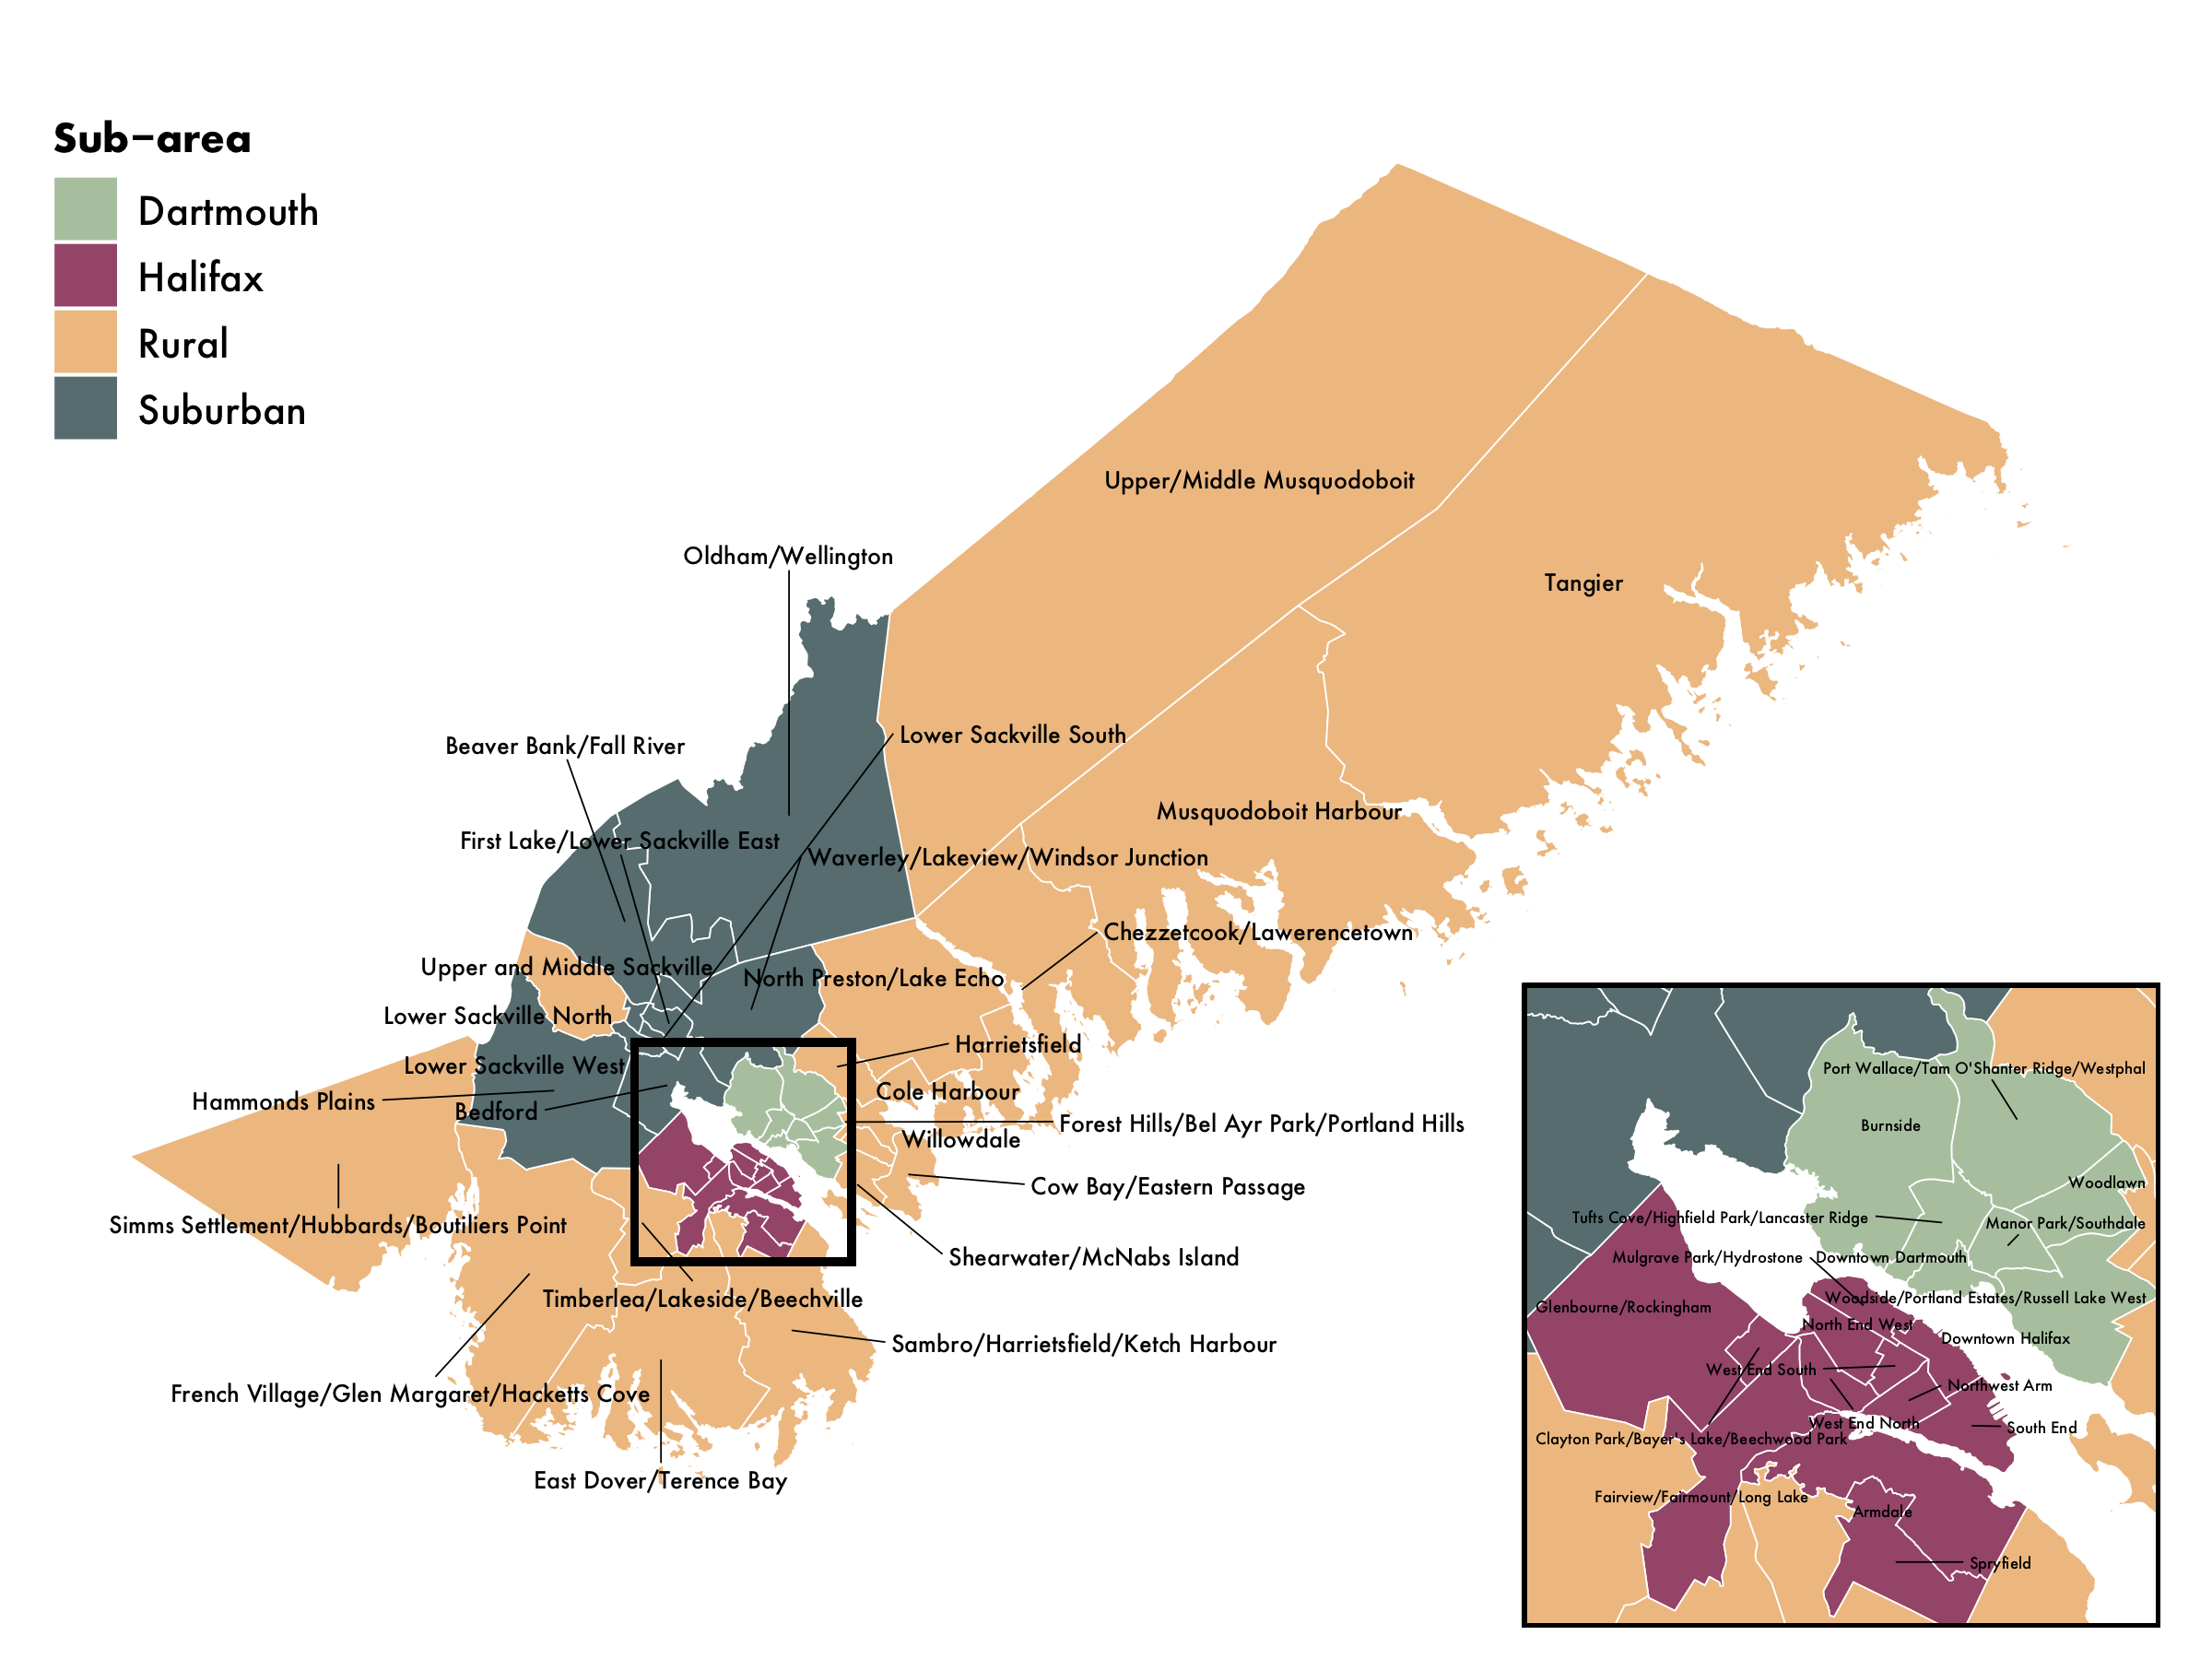 Sub-area
Dartmouth
Halifax
Rural
Suburban
Upper/Middle Musquodoboit
Oldham/Wellington
Tangier
Lower Sackville South
Beaver Bank/Fall River
Musquodoboit Harbour
First Lake/Lower Sackville East
Waverley/Lakeview/Windsor Junction
Chezzetcook/Lawerencetown
Upper and Middle Sackville
North Preston/Lake Echo
Lower Sackville North
Harrietsfield
Lower Sackville West
Cole Harbour
Hammonds Plains
Bedford
Forest Hills/Bel Ayr Park/Portland Hills
Willowdale
Cow Bay/Eastern Passage
Simms Settlement/Hubbards/Boutiliers Point
Shearwater/McNabs Island
Timberlea/Lakeside/Beechville
Sambro/Harrietsfield/Ketch Harbour
French Village/Glen Margaret/Hacketts Cove
East Dover/Terence Bay
Port Wallace/Tam O'Shanter Ridge/Westphal
Burnside
Woodlawn
Tufts Cove/Highfield Park/Lancaster Ridge
Manor Park/Southdale
Mulgrave Park/Hydrostone
Downtown Dartmouth
Woodside/Portland Estates/Russell Lake West
Glenbourne/Rockingham
North End West
Downtown Halifax
West End South
Northwest Arm
West End North
South End
Clayton Park/Bayer's Lake/Beechwood Park
Fairview/Fairmount/Long Lake
Armdale
Spryfield